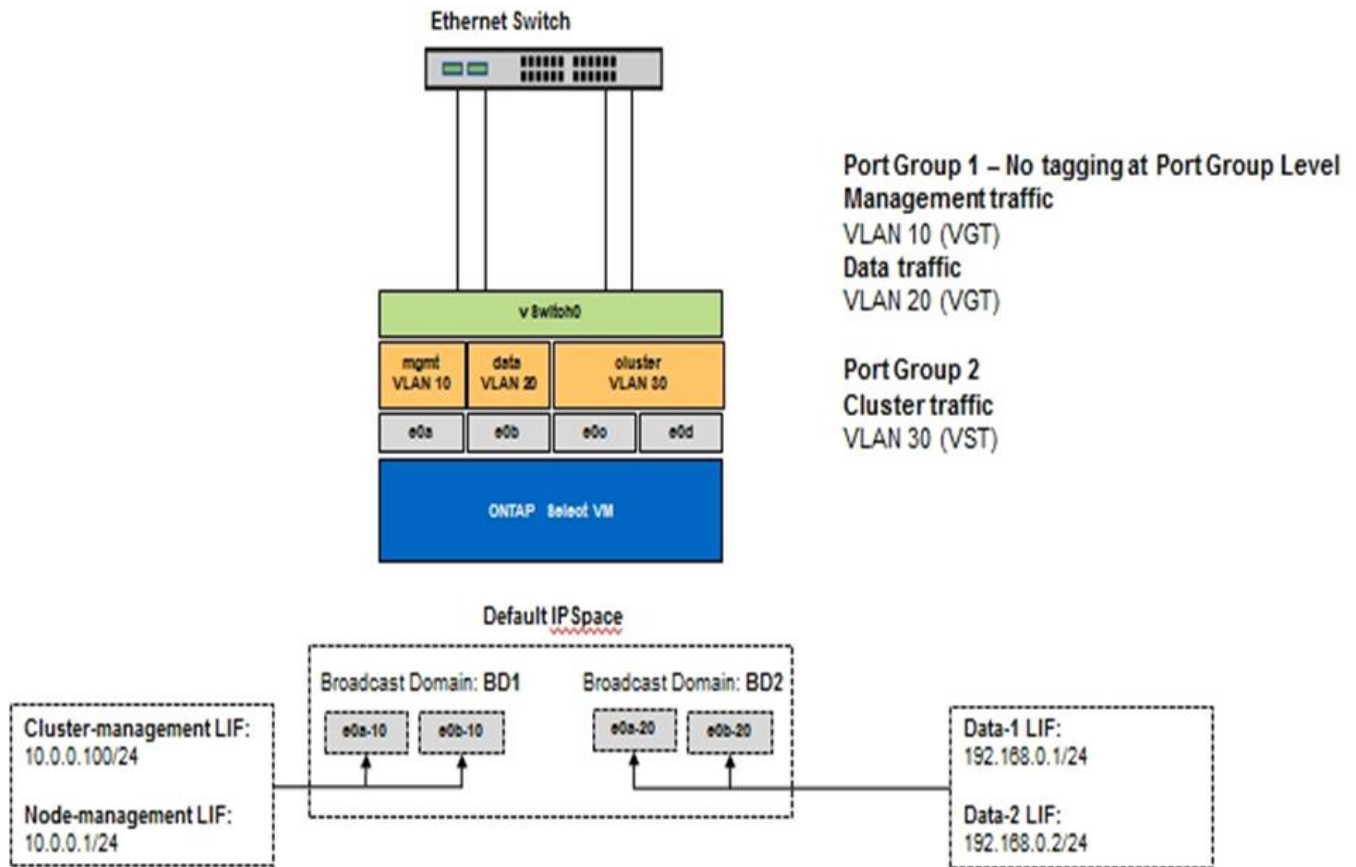 Ethernet Switch
Port Group 1 – No tagging at Port Group Level
Management traffic
VLAN 10 (VGT)
Data traffic
VLAN 20 (VGT)
Port Group 2
Cluster traffic
VLAN 30 (VST)
vSwitch0
mgmt
VLAN 10
data
VLAN 20
cluster
VLAN 30
e0a
e0b
e0c
e0d
ONTAP Select VM
Default IPSpace
Broadcast Domain: BD1
Broadcast Domain: BD2
e0a-10
e0b-10
e0a-20
e0b-20
Cluster-management LIF:
10.0.0.100/24
Node-management LIF:
10.0.0.1/24
Data-1 LIF:
192.168.0.1/24
Data-2 LIF:
192.168.0.2/24